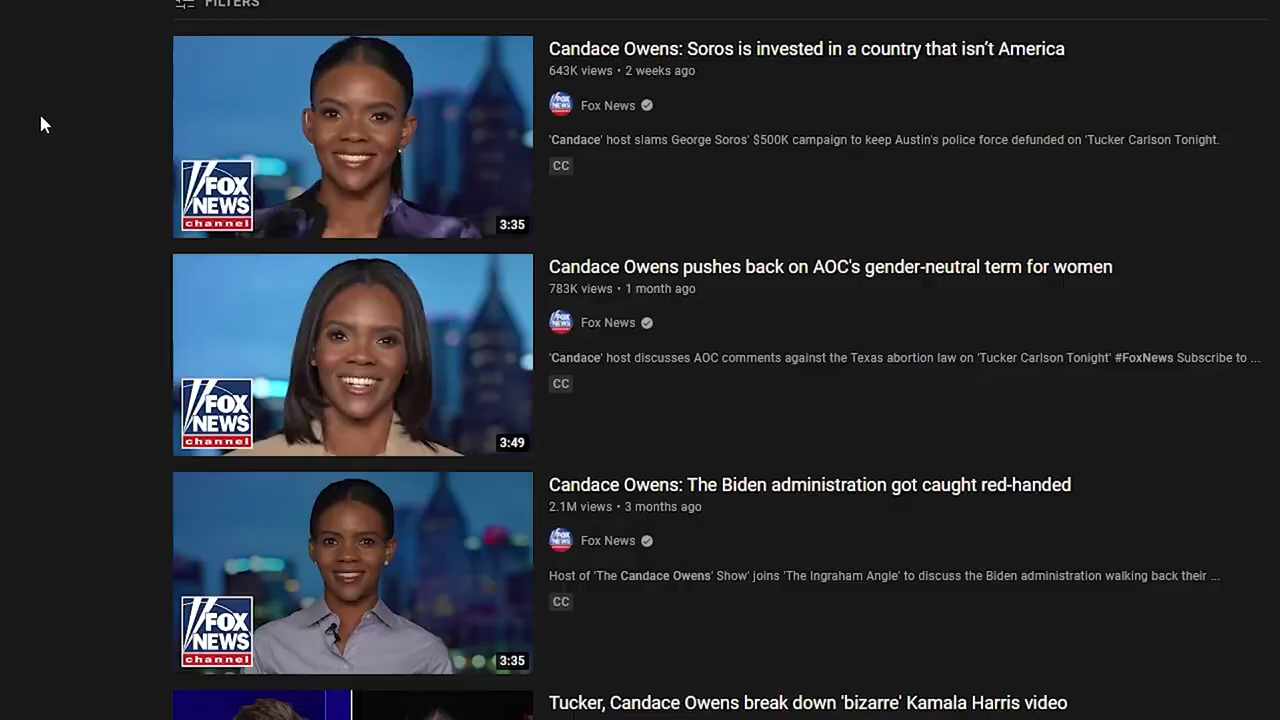 FILTERS
Candace Owens: Soros is invested in a country that isn’t America
643K views • 2 weeks ago
Fox News
'Candace' host slams George Soros' $500K campaign to keep Austin's police force defunded on 'Tucker Carlson Tonight.
CC
FOX
NEWS
channel
3:35
Candace Owens pushes back on AOC's gender-neutral term for women
783K views • 1 month ago
Fox News
'Candace' host discusses AOC comments against the Texas abortion law on 'Tucker Carlson Tonight' #FoxNews Subscribe to ...
CC
FOX
NEWS
channel
3:49
Candace Owens: The Biden administration got caught red-handed
2.1M views • 3 months ago
Fox News
Host of 'The Candace Owens' Show' joins 'The Ingraham Angle' to discuss the Biden administration walking back their ...
CC
FOX
NEWS
channel
3:35
Tucker, Candace Owens break down 'bizarre' Kamala Harris video